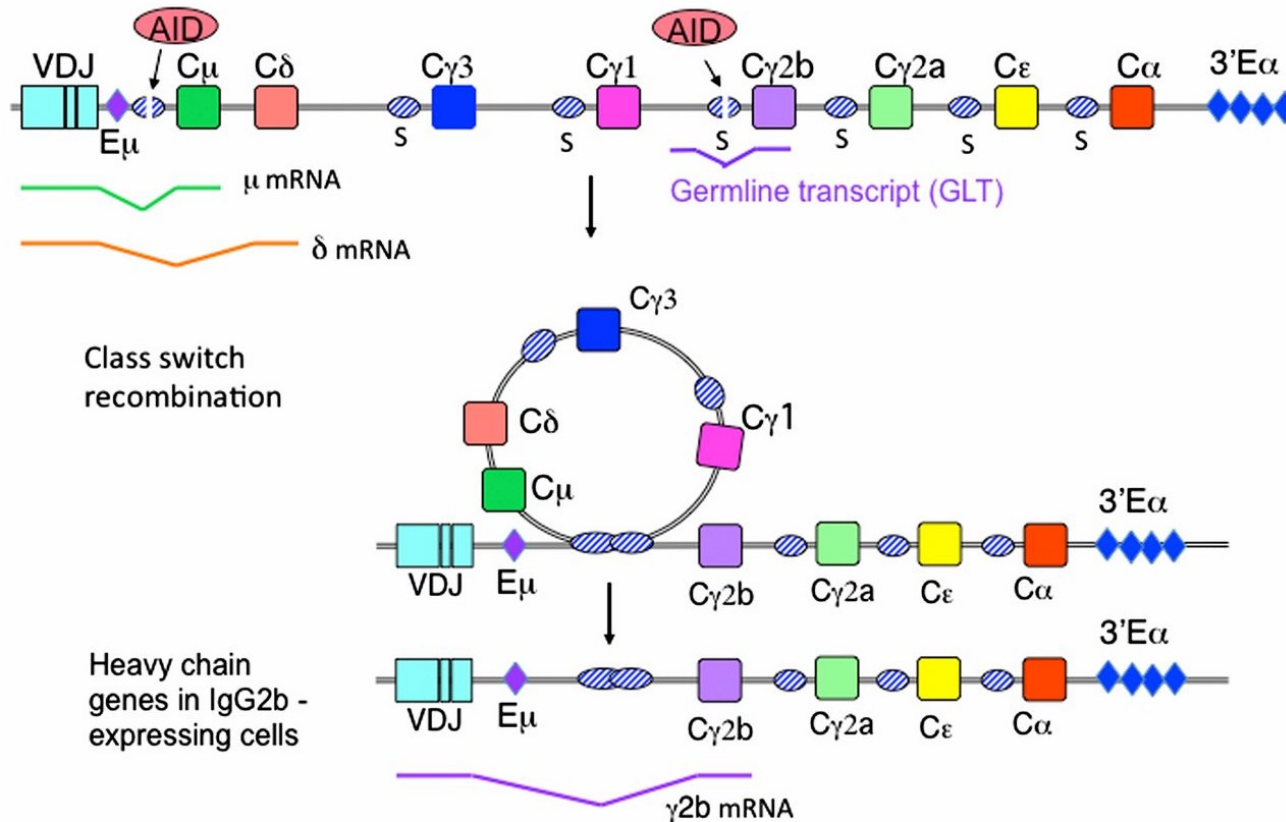 AID
AID
VDJ
Cμ
Cδ
Cγ3
Cγ1
Cγ2b
Cγ2a
Cε
Cα
3'Eα
Eμ
S
S
S
S
S
S
μ mRNA
Germline transcript (GLT)
δ mRNA
Cγ3
Class switch
recombination
Cδ
Cγ1
Cμ
3'Eα
VDJ
Eμ
Cγ2b
Cγ2a
Cε
Cα
Heavy chain
genes in IgG2b -
expressing cells
3'Eα
VDJ
Eμ
Cγ2b
Cγ2a
Cε
Cα
γ2b mRNA